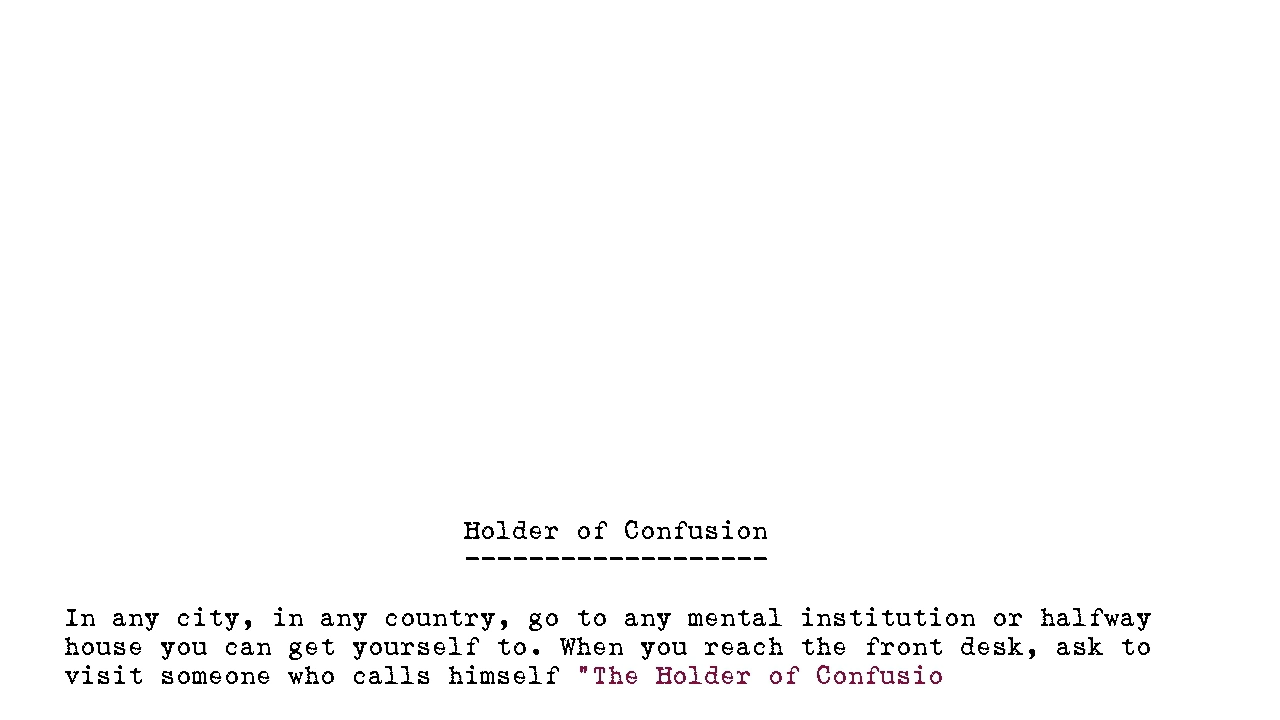 Holder of Confusion
-------------------
In any city, in any country, go to any mental institution or halfway
house you can get yourself to. When you reach the front desk, ask to
visit someone who calls himself "The Holder of Confusio